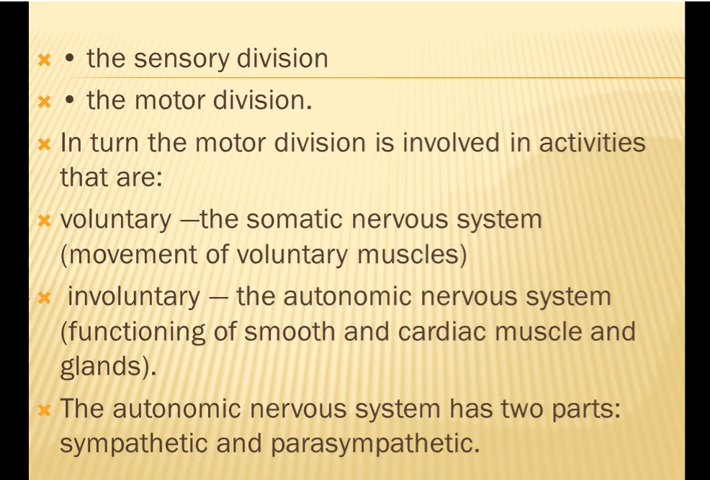 • the sensory division
• the motor division.
In turn the motor division is involved in activities
that are:
voluntary —the somatic nervous system
(movement of voluntary muscles)
involuntary — the autonomic nervous system
(functioning of smooth and cardiac muscle and
glands).
The autonomic nervous system has two parts:
sympathetic and parasympathetic.